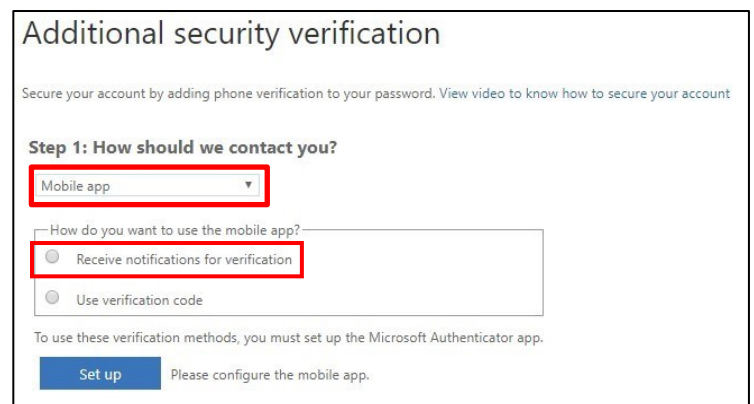 Additional security verification
Secure your account by adding phone verification to your password. View video to know how to secure your account
Step 1: How should we contact you?
Mobile app
How do you want to use the mobile app?
Receive notifications for verification
Use verification code
To use these verification methods, you must set up the Microsoft Authenticator app.
Set up Please configure the mobile app.